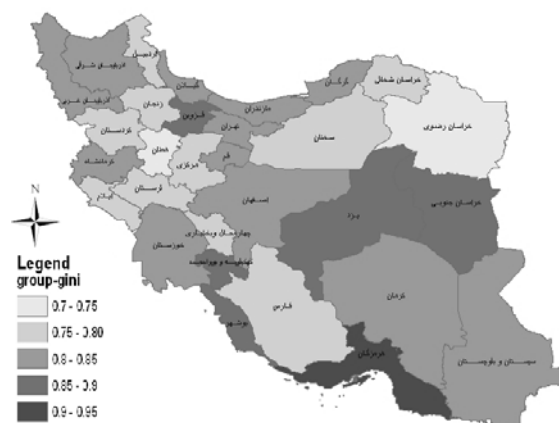 اردبیل
آذربایجان شرقی
آذربایجان غربی
گیلان
زنجان
مازندران
گرگان
خراسان شمالی
قزوین
کردستان
تهران
سمنان
خراسان رضوی
همدان
قم
کرمانشاه
مرکزی
لرستان
ایلام
اصفهان
یزد
خراسان جنوبی
خوزستان
چهارمحال وبختیاری
کهگیلویه و بویراحمد
کرمان
فارس
بوشهر
هرمزگان
سیستان و بلوچستان
N
Legend
group-gini
0.7 - 0.75
0.75 - 0.80
0.8 - 0.85
0.85 - 0.9
0.9 - 0.95